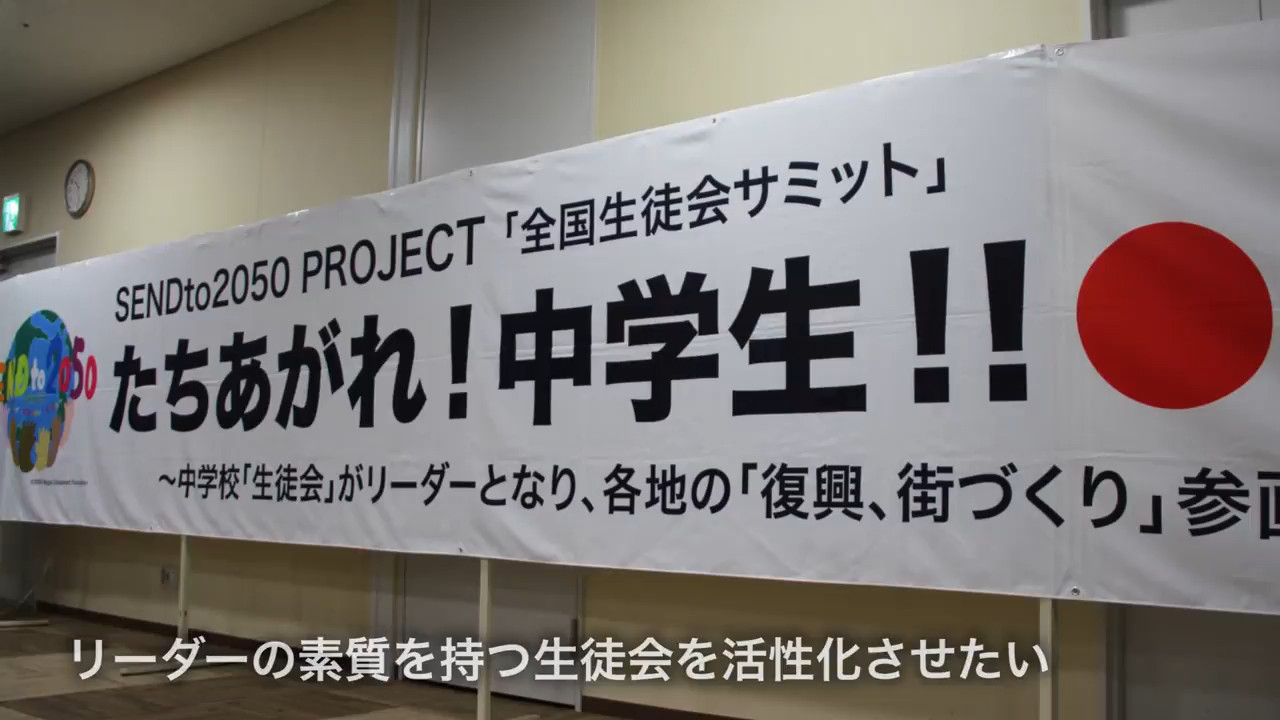 SENDto2050 PROJECT「全国生徒会サミット」
たちあがれ!中学生!!
END to 2050
~中学校「生徒会」がリーダーとなり、各地の「復興、街づくり」参画
リーダーの素質を持つ生徒会を活性化させたい